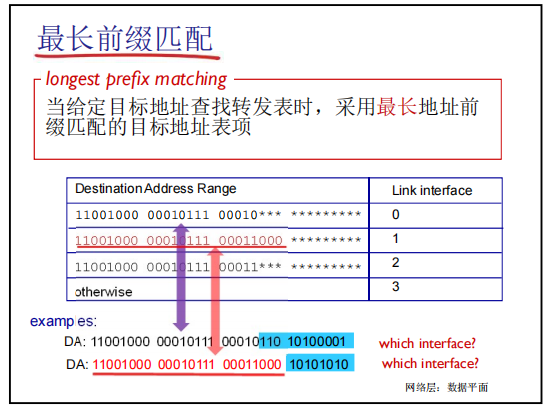 最长前缀匹配
longest prefix matching
当给定目标地址查找转发表时，采用最长地址前
缀匹配的目标地址表项
Destination Address Range Link interface
11001000 00010111 00010*** ********* 0
11001000 00010111 00011000 ********* 1
11001000 00010111 00011*** ********* 2
otherwise 3
examples:
DA: 11001000 00010111 00010110 10100001 which interface?
DA: 11001000 00010111 00011000 10101010 which interface?
网络层：数据平面